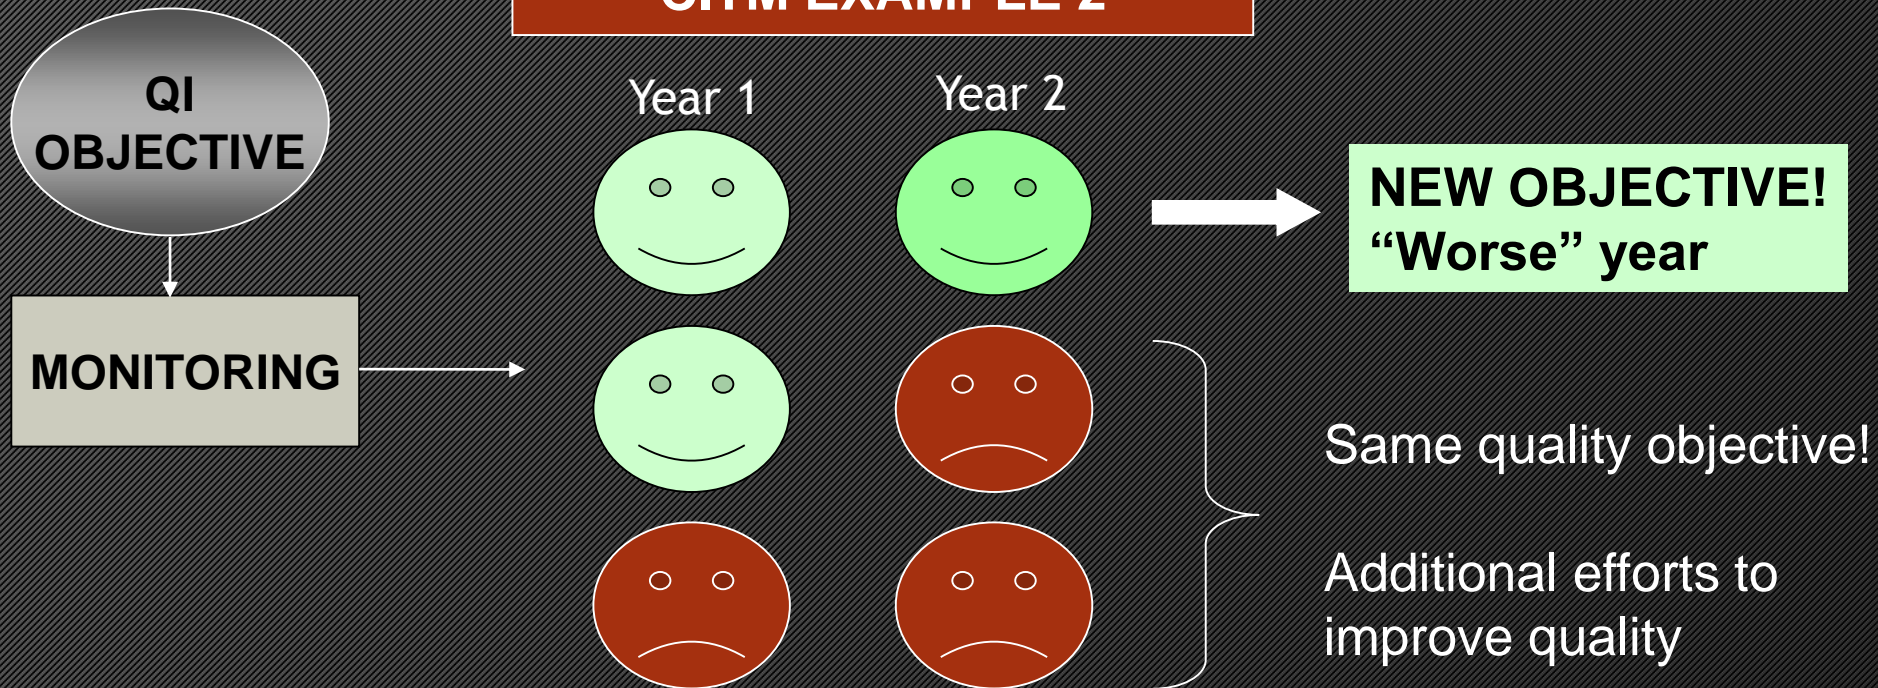 QI
OBJECTIVE
MONITORING
Year 1
Year 2
NEW OBJECTIVE!
“Worse” year
Same quality objective!
Additional efforts to
improve quality